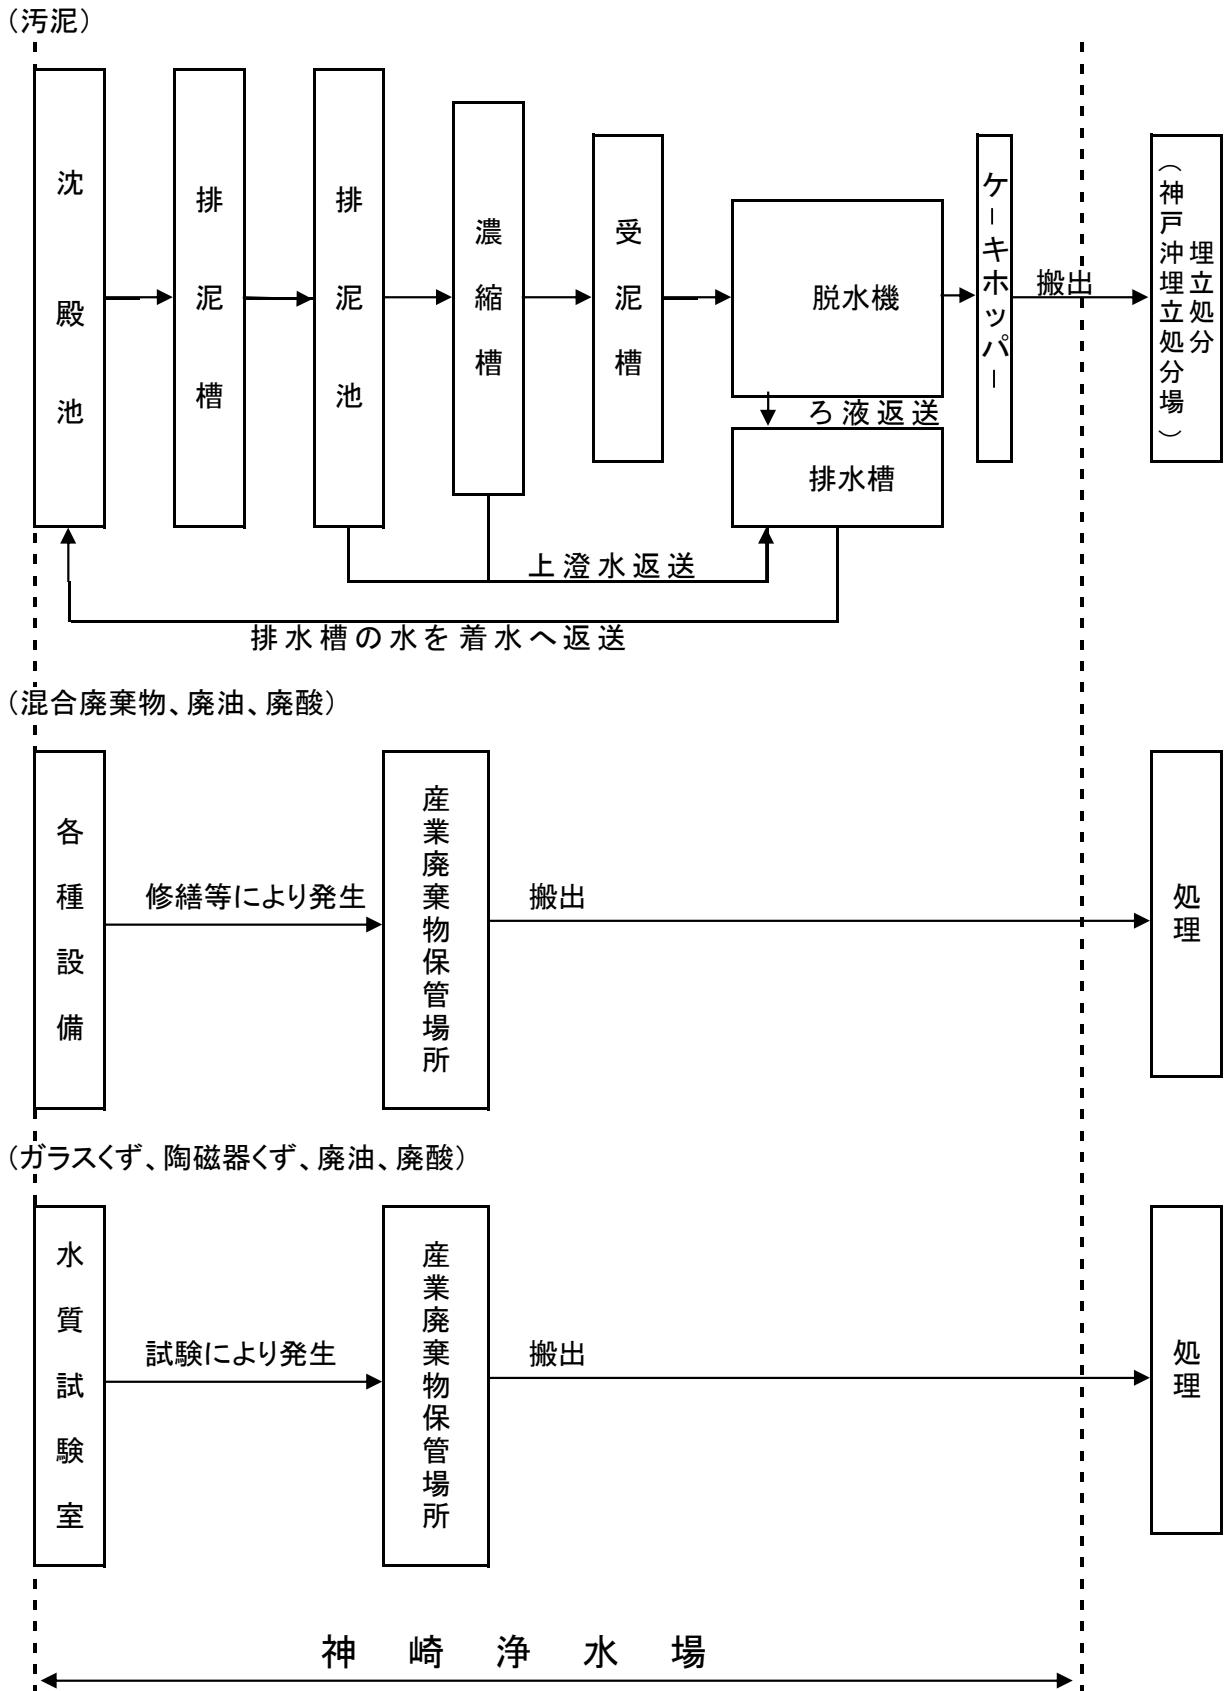 （汚泥）
沈殿池
排泥槽
排泥池
濃縮槽
受泥槽
脱水機
ケーキホッパー
搬出
埋立処分
（神戸沖埋立処分場）
ろ液返送
排水槽
上澄水返送
排水槽の水を着水へ返送
（混合廃棄物、廃油、廃酸）
各種設備
修繕等により発生
産業廃棄物保管場所
搬出
処理
（ガラスくず、陶磁器くず、廃油、廃酸）
水質試験室
試験により発生
産業廃棄物保管場所
搬出
処理
神崎浄水場